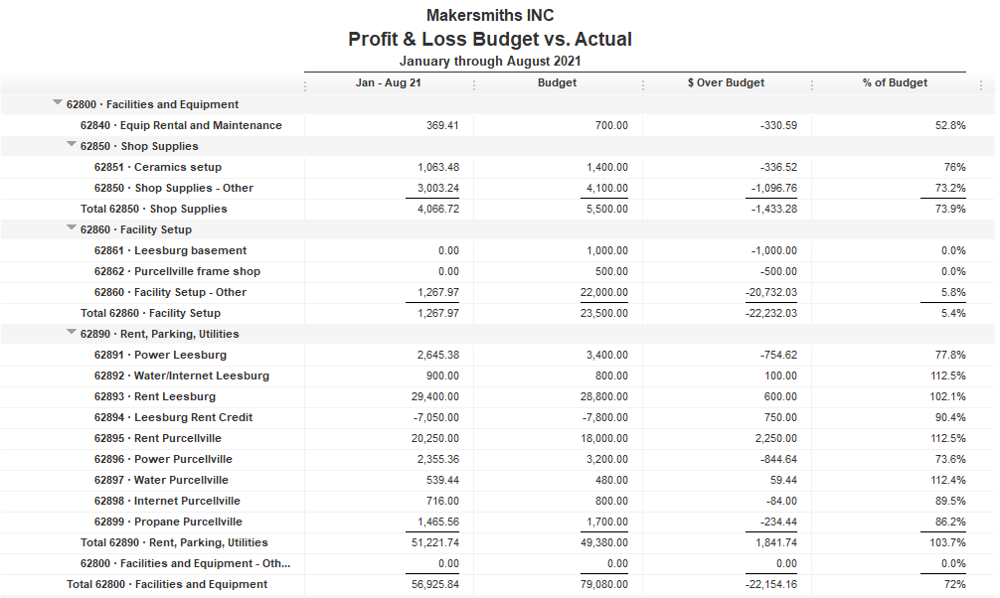 Makersmiths INC
Profit & Loss Budget vs. Actual
January through August 2021
Jan - Aug 21 Budget $ Over Budget % of Budget
62800 · Facilities and Equipment
62840 · Equip Rental and Maintenance 369.41 700.00 -330.59 52.8%
62850 · Shop Supplies
62851 · Ceramics setup 1,063.48 1,400.00 -336.52 76%
62850 · Shop Supplies - Other 3,003.24 4,100.00 -1,096.76 73.2%
Total 62850 · Shop Supplies 4,066.72 5,500.00 -1,433.28 73.9%
62860 · Facility Setup
62861 · Leesburg basement 0.00 1,000.00 -1,000.00 0.0%
62862 · Purcellville frame shop 0.00 500.00 -500.00 0.0%
62860 · Facility Setup - Other 1,267.97 22,000.00 -20,732.03 5.8%
Total 62860 · Facility Setup 1,267.97 23,500.00 -22,232.03 5.4%
62890 · Rent, Parking, Utilities
62891 · Power Leesburg 2,645.38 3,400.00 -754.62 77.8%
62892 · Water/Internet Leesburg 900.00 800.00 100.00 112.5%
62893 · Rent Leesburg 29,400.00 28,800.00 600.00 102.1%
62894 · Leesburg Rent Credit -7,050.00 -7,800.00 750.00 90.4%
62895 · Rent Purcellville 20,250.00 18,000.00 2,250.00 112.5%
62896 · Power Purcellville 2,355.36 3,200.00 -844.64 73.6%
62897 · Water Purcellville 539.44 480.00 59.44 112.4%
62898 · Internet Purcellville 716.00 800.00 -84.00 89.5%
62899 · Propane Purcellville 1,465.56 1,700.00 -234.44 86.2%
Total 62890 · Rent, Parking, Utilities 51,221.74 49,380.00 1,841.74 103.7%
62800 · Facilities and Equipment - Oth... 0.00 0.00 0.00 0.0%
Total 62800 · Facilities and Equipment 56,925.84 79,080.00 -22,154.16 72%